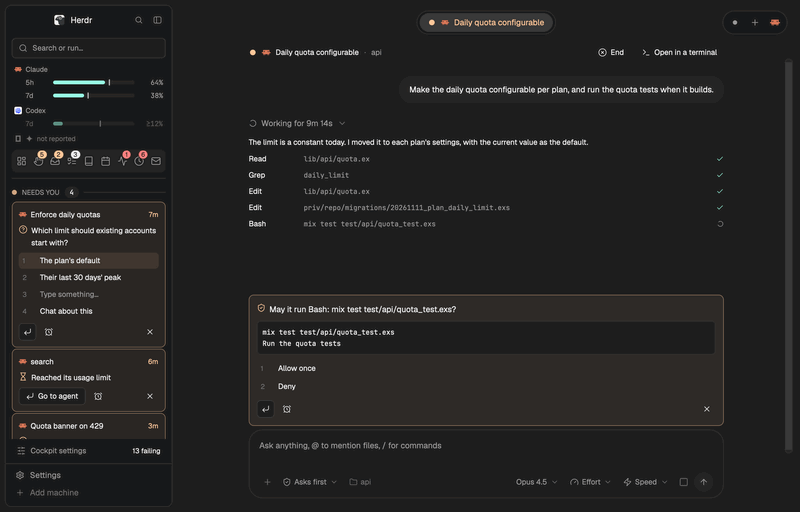 Herdr
Search or run...
Claude
5h 64%
7d 38%
Codex
7d ≥12%
not reported
5 2 3 1 5
NEEDS YOU 4
Enforce daily quotas 7m
Which limit should existing accounts
start with?
1 The plan's default
2 Their last 30 days' peak
3 Type something...
4 Chat about this
search 6m
Reached its usage limit
Go to agent
Quota banner on 429 3m
Cockpit settings 13 failing
Settings
Add machine
Daily quota configurable
Daily quota configurable · api
End
Open in a terminal
Make the daily quota configurable per plan, and run the quota tests when it builds.
Working for 9m 14s
The limit is a constant today. I moved it to each plan's settings, with the current value as the default.
Read lib/api/quota.ex
Grep daily_limit
Edit lib/api/quota.ex
Edit priv/repo/migrations/20261111_plan_daily_limit.exs
Bash mix test test/api/quota_test.exs
May it run Bash: mix test test/api/quota_test.exs?
mix test test/api/quota_test.exs
Run the quota tests
1 Allow once
2 Deny
Ask anything, @ to mention files, / for commands
Asks first
api
Opus 4.5
Effort
Speed